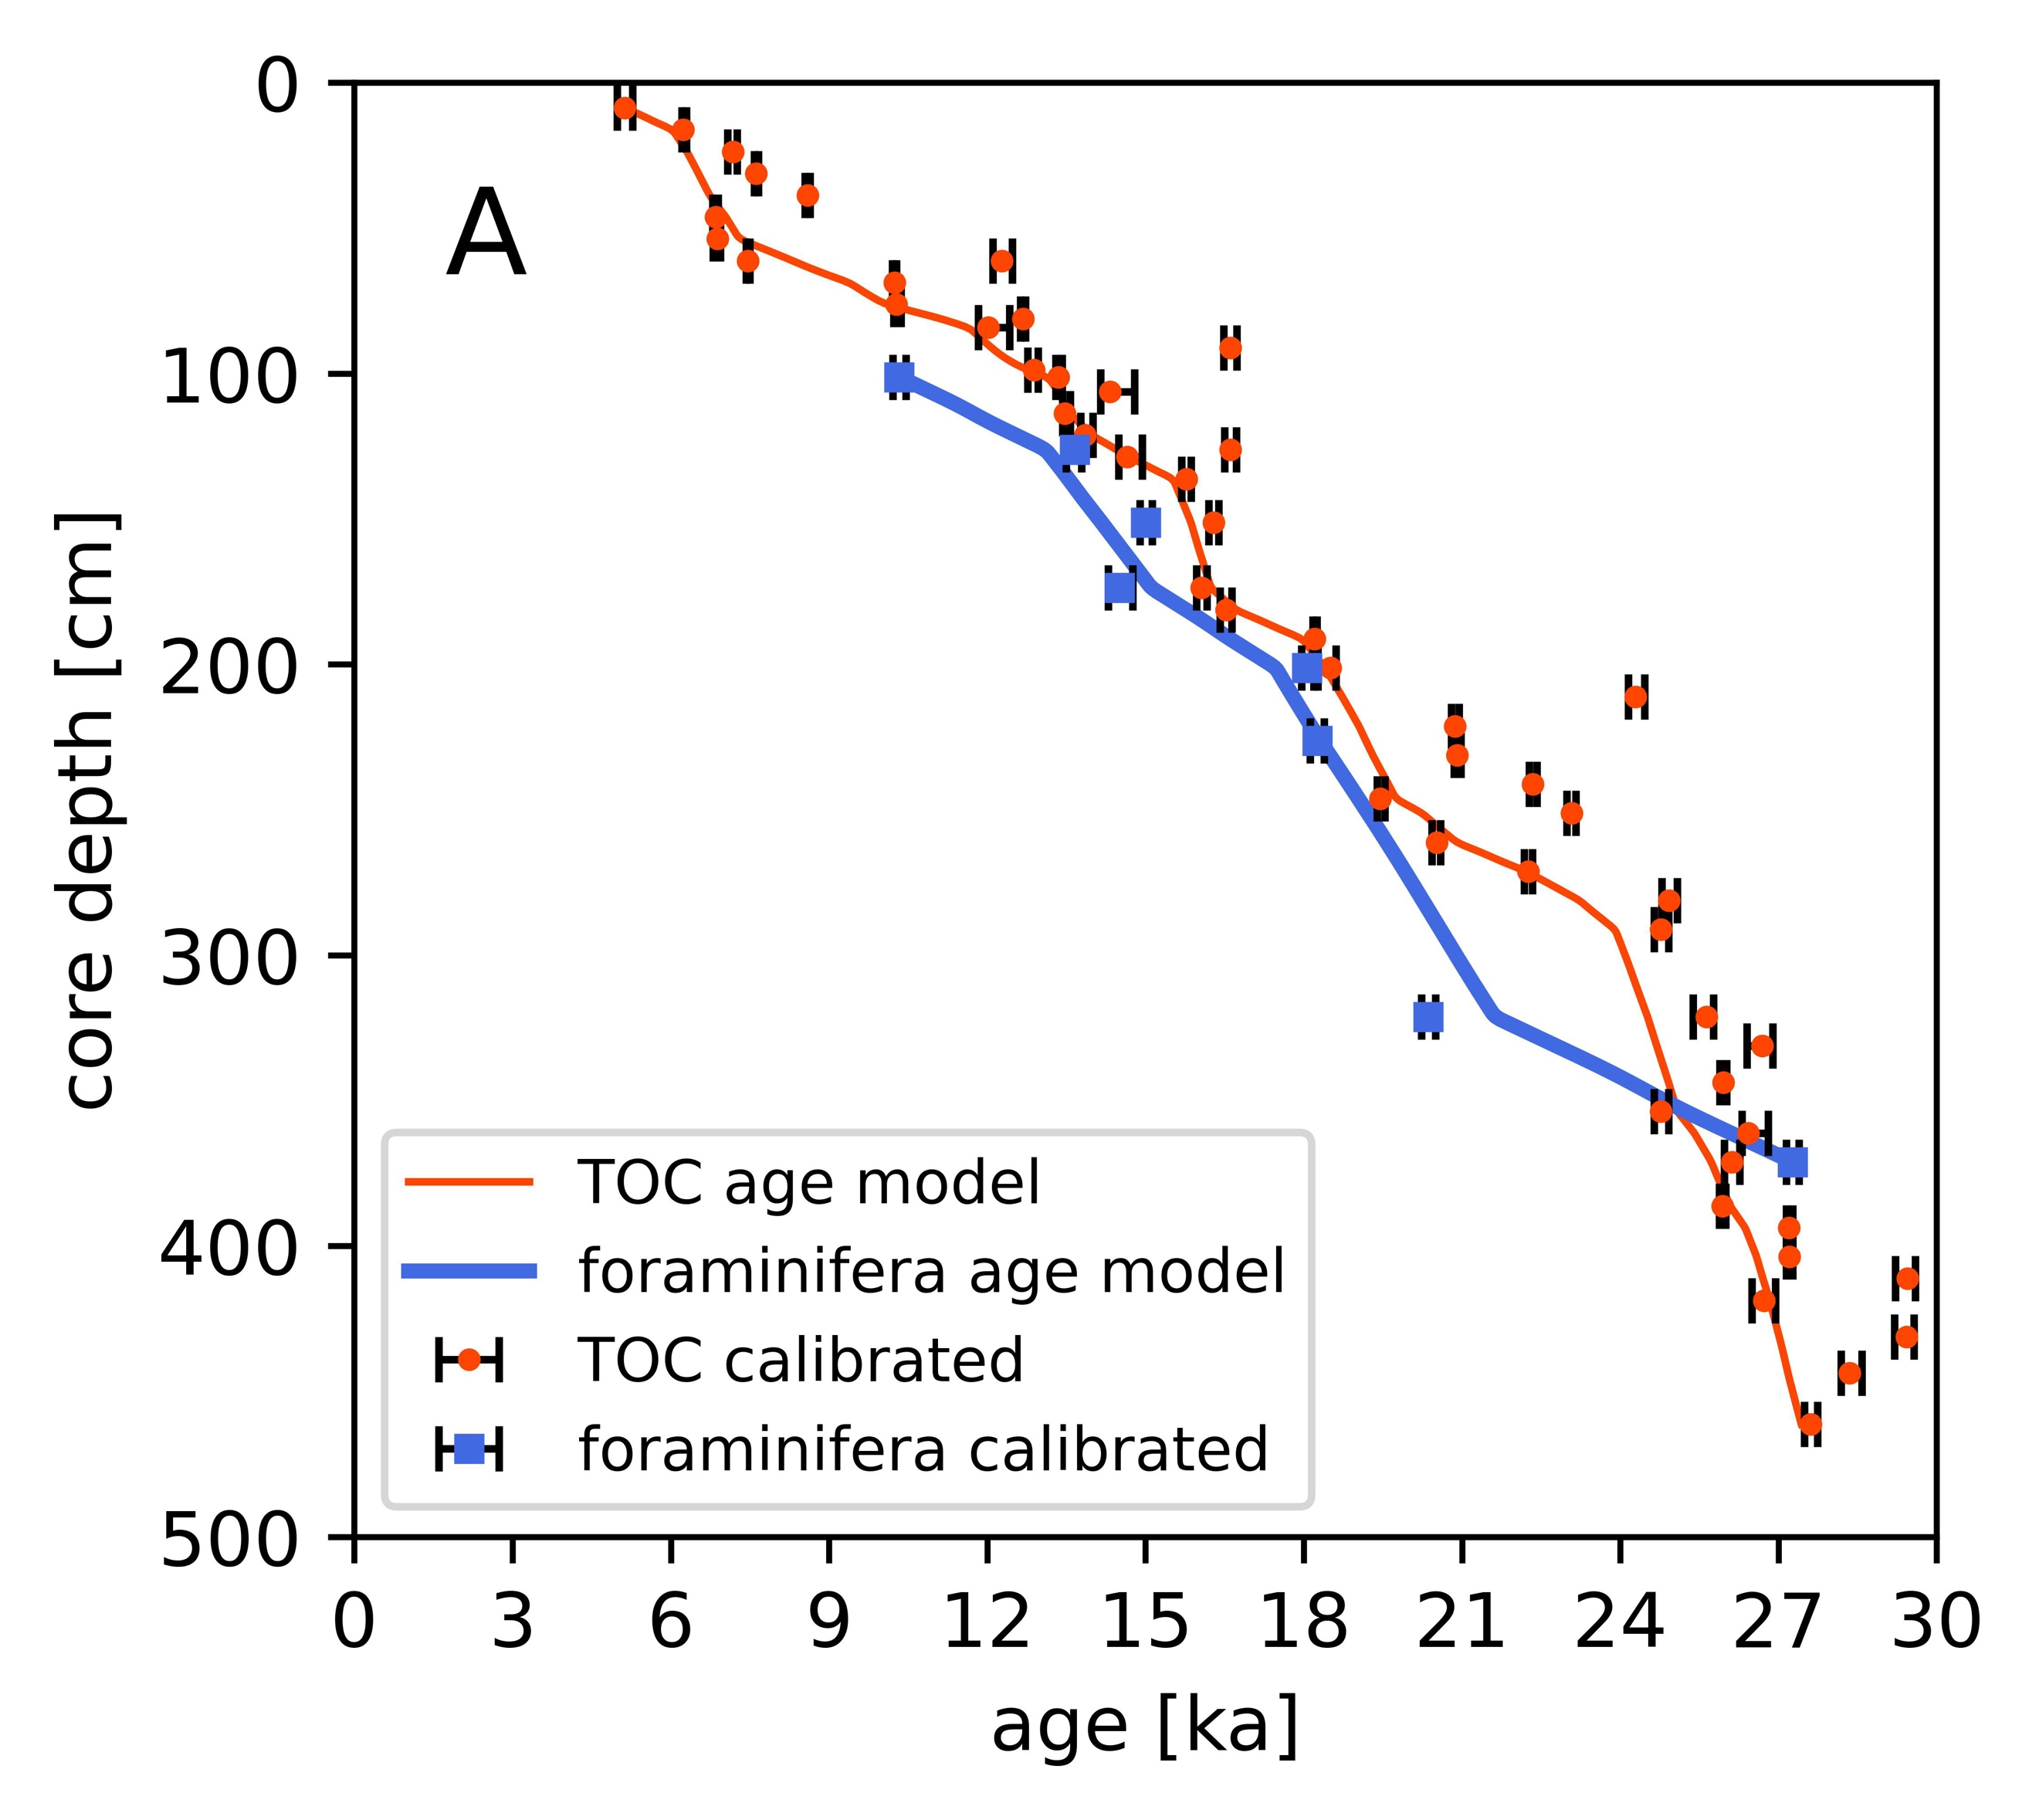 A
core depth [cm]
0
100
200
300
400
500
TOC age model
foraminifera age model
TOC calibrated
foraminifera calibrated
0 3 6 9 12 15 18 21 24 27 30
age [ka]